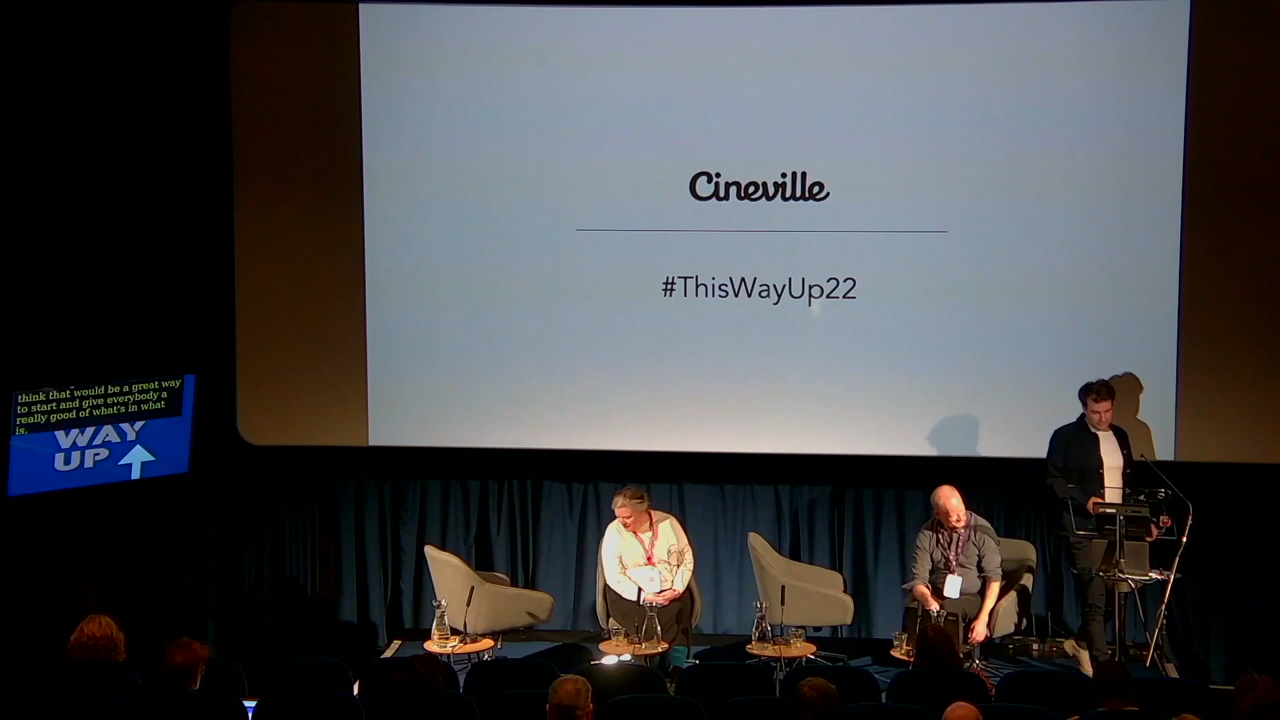 Cineville
#ThisWayUp22
think that would be a great way
to start and give everybody a
really good of what's in what
is.
WAY
UP